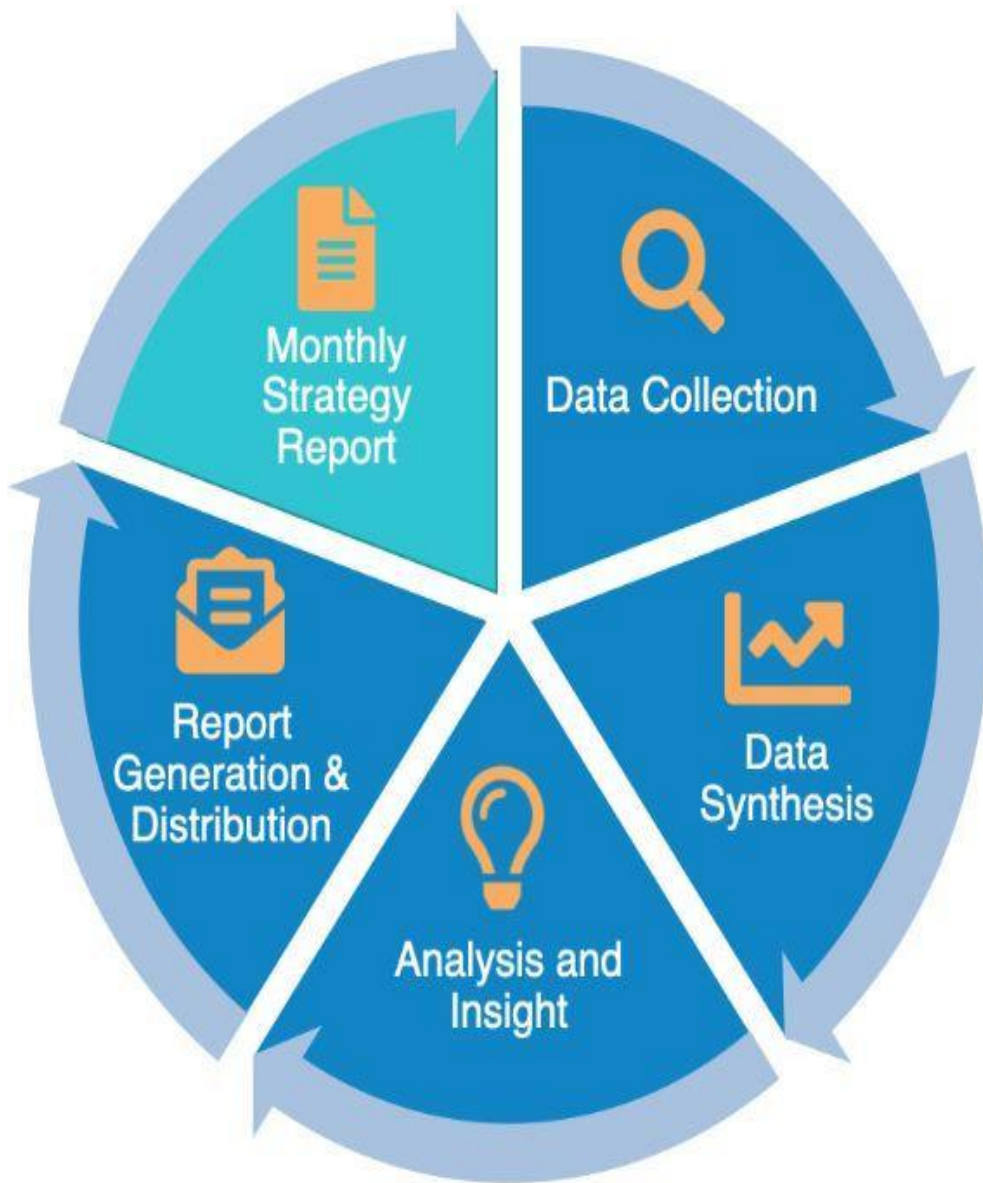 Monthly
Strategy
Report
Data Collection
Data
Synthesis
Analysis and
Insight
Report
Generation &
Distribution